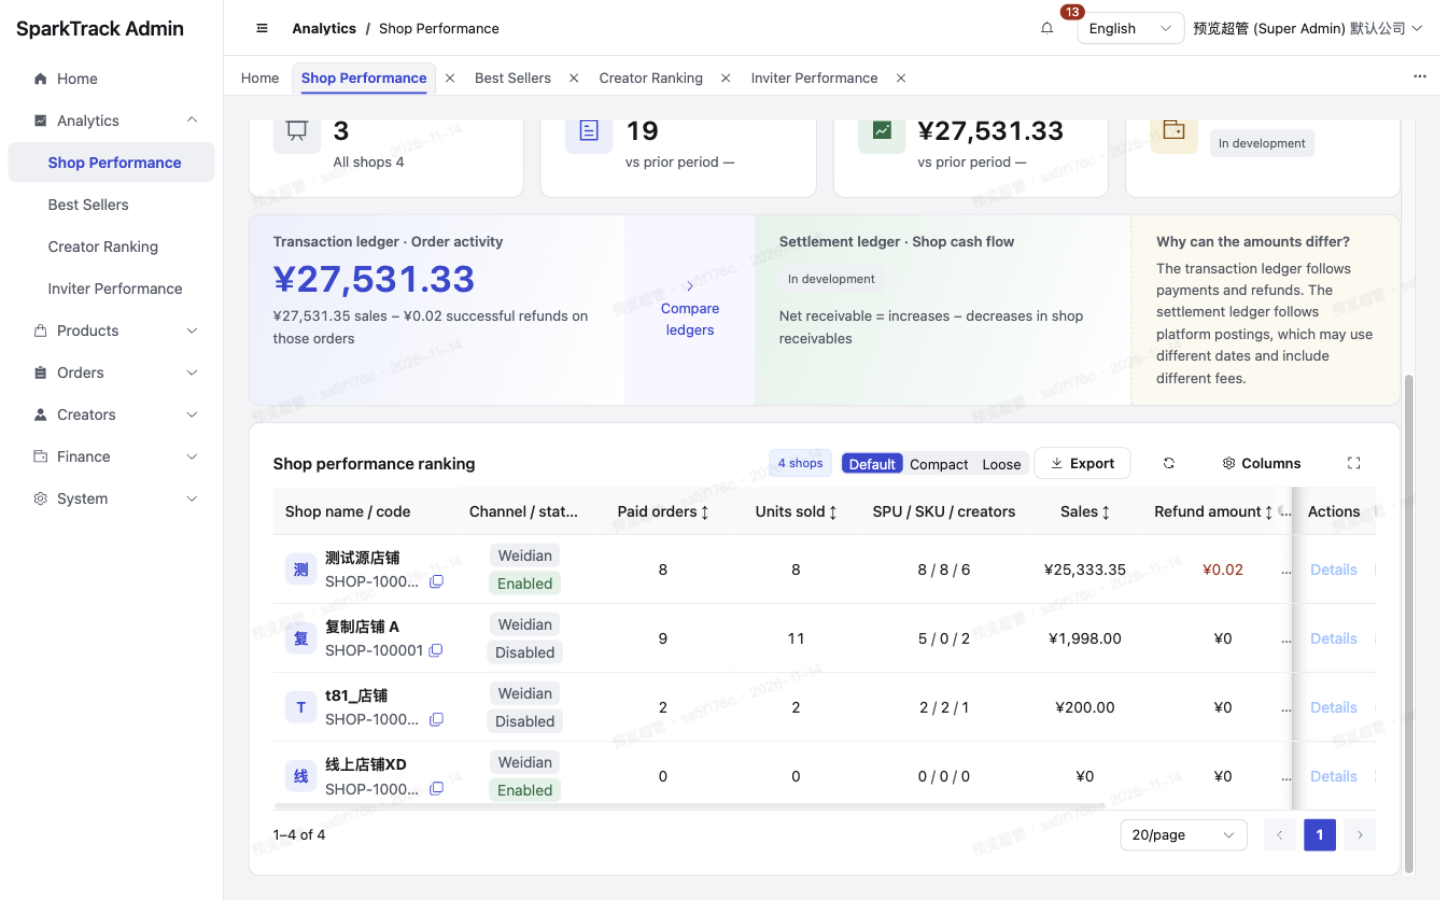 SparkTrack Admin
Analytics / Shop Performance
13
English
预览超管 (Super Admin) 默认公司
Home
Analytics
Shop Performance
Best Sellers
Creator Ranking
Inviter Performance
Products
Orders
Creators
Finance
System
Home
Shop Performance
Best Sellers
Creator Ranking
Inviter Performance
3
All shops 4
19
vs prior period —
¥27,531.33
vs prior period —
In development
Transaction ledger · Order activity
¥27,531.33
¥27,531.35 sales – ¥0.02 successful refunds on
those orders
Compare
ledgers
Settlement ledger · Shop cash flow
In development
Net receivable = increases – decreases in shop
receivables
Why can the amounts differ?
The transaction ledger follows
payments and refunds. The
settlement ledger follows
platform postings, which may use
different dates and include
different fees.
Shop performance ranking
4 shops
Default Compact Loose
Export
Columns
Shop name / code Channel / stat... Paid orders Units sold SPU / SKU / creators Sales Refund amount ... Actions
测 测试源店铺 SHOP-1000... Weidian Enabled 8 8 8 / 8 / 6 ¥25,333.35 ¥0.02 ... Details
复 复制店铺 A SHOP-100001 Weidian Disabled 9 11 5 / 0 / 2 ¥1,998.00 ¥0 ... Details
T t81_店铺 SHOP-1000... Weidian Disabled 2 2 2 / 2 / 1 ¥200.00 ¥0 ... Details
线 线上店铺XD SHOP-1000... Weidian Enabled 0 0 0 / 0 / 0 ¥0 ¥0 ... Details
1–4 of 4
20/page
1
预览超管 · sa5f176c · 2026-11-14